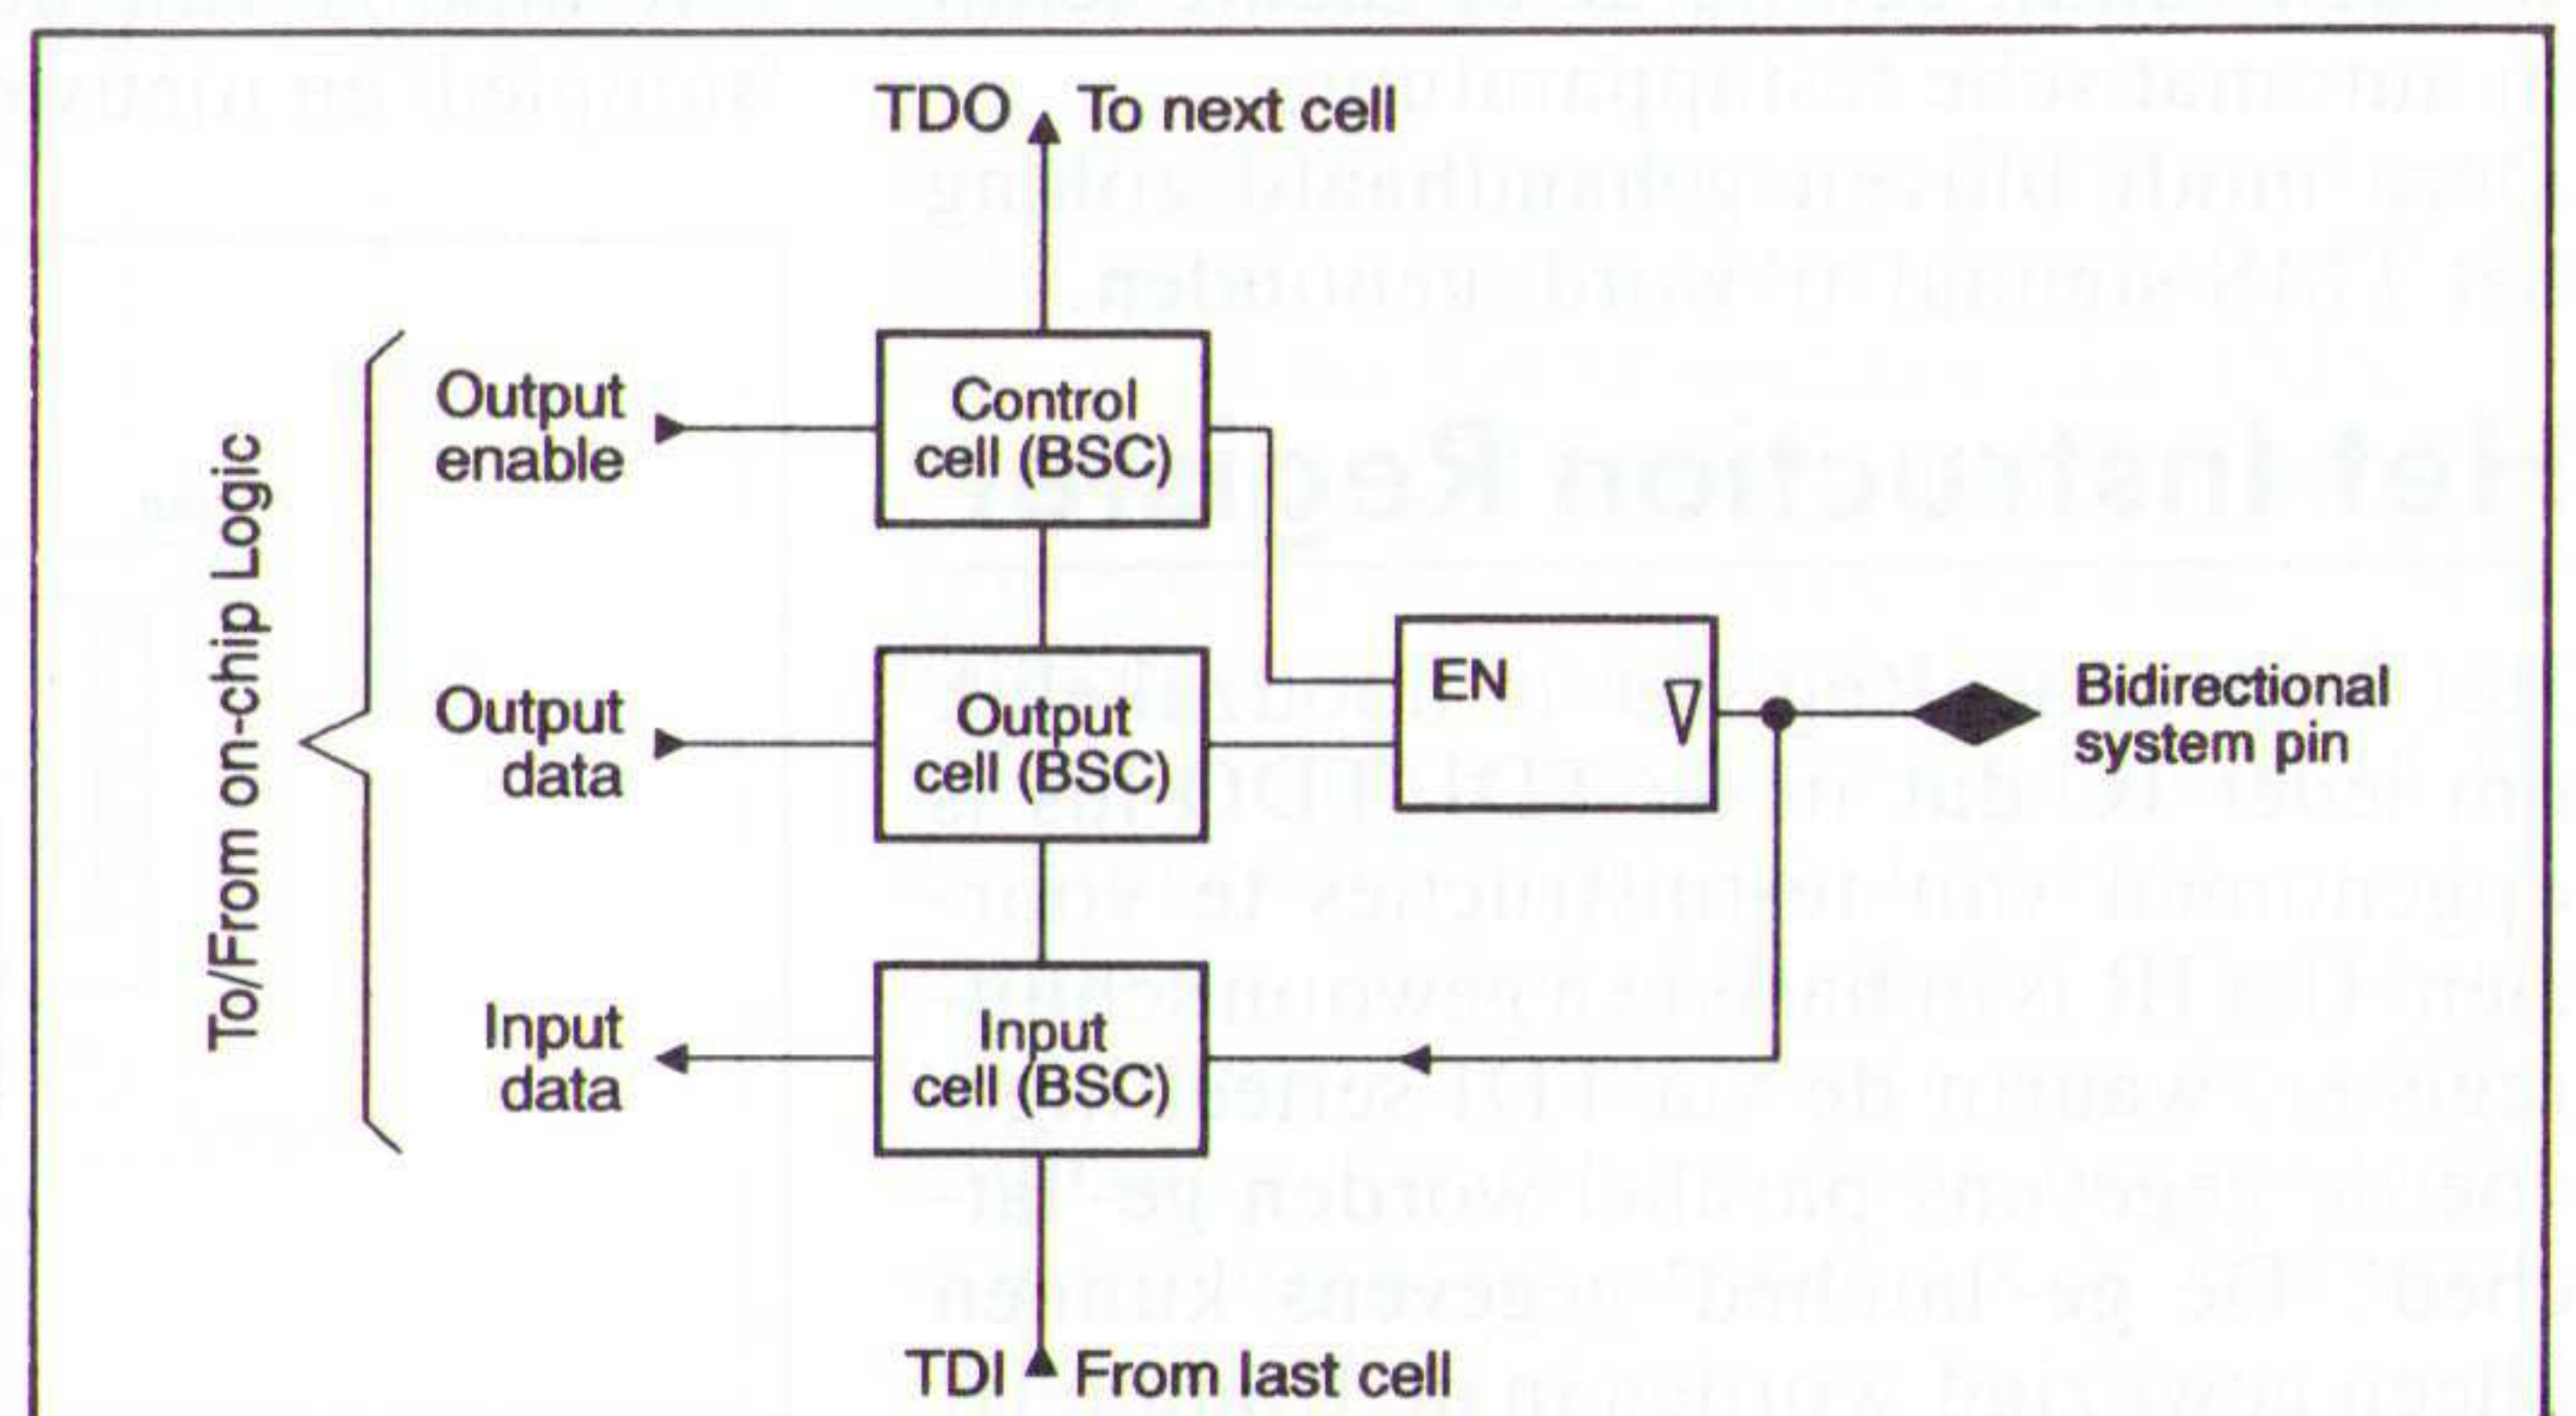 TDO To next cell
Output
enable
Control
cell (BSC)
To/From on-chip Logic
EN
Output
data
Output
cell (BSC)
Bidirectional
system pin
Input
data
Input
cell (BSC)
TDI From last cell